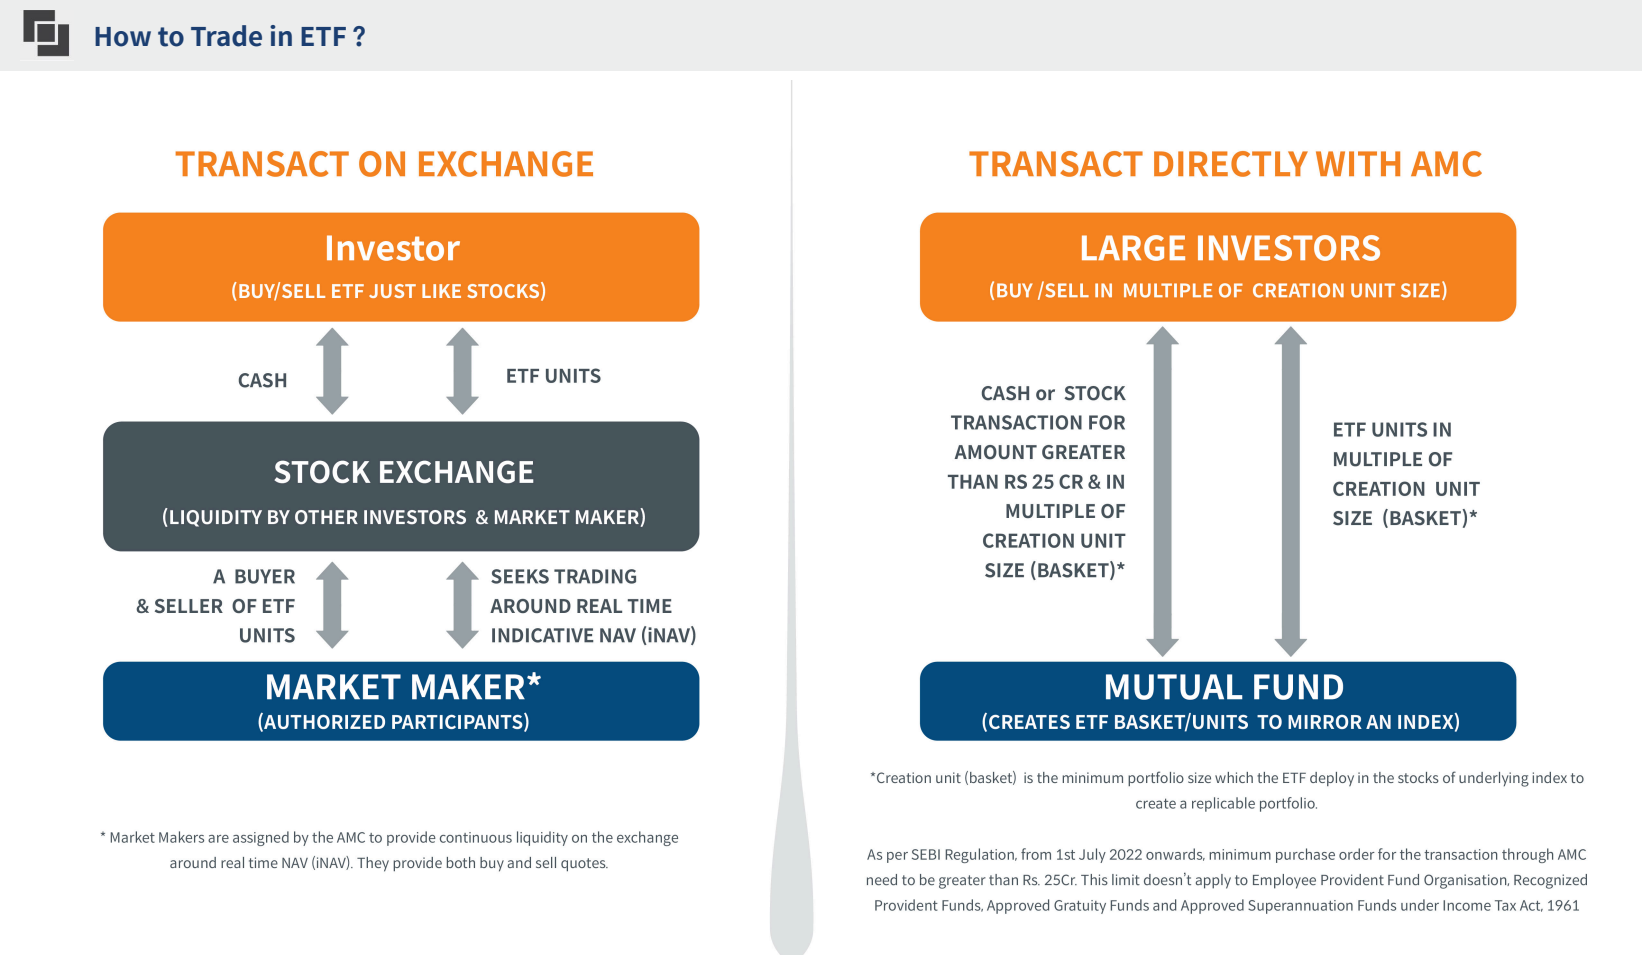 How to Trade in ETF ?
TRANSACT ON EXCHANGE
Investor
(BUY/SELL ETF JUST LIKE STOCKS)
CASH
ETF UNITS
STOCK EXCHANGE
(LIQUIDITY BY OTHER INVESTORS & MARKET MAKER)
A BUYER
& SELLER OF ETF
UNITS
SEEKS TRADING
AROUND REAL TIME
INDICATIVE NAV (iNAV)
MARKET MAKER*
(AUTHORIZED PARTICIPANTS)
* Market Makers are assigned by the AMC to provide continuous liquidity on the exchange
around real time NAV (iNAV). They provide both buy and sell quotes.
TRANSACT DIRECTLY WITH AMC
LARGE INVESTORS
(BUY /SELL IN MULTIPLE OF CREATION UNIT SIZE)
CASH or STOCK
TRANSACTION FOR
AMOUNT GREATER
THAN RS 25 CR & IN
MULTIPLE OF
CREATION UNIT
SIZE (BASKET)*
ETF UNITS IN
MULTIPLE OF
CREATION UNIT
SIZE (BASKET)*
MUTUAL FUND
(CREATES ETF BASKET/UNITS TO MIRROR AN INDEX)
*Creation unit (basket) is the minimum portfolio size which the ETF deploy in the stocks of underlying index to
create a replicable portfolio.
As per SEBI Regulation, from 1st July 2022 onwards, minimum purchase order for the transaction through AMC
need to be greater than Rs. 25Cr. This limit doesn't apply to Employee Provident Fund Organisation, Recognized
Provident Funds, Approved Gratuity Funds and Approved Superannuation Funds under Income Tax Act, 1961